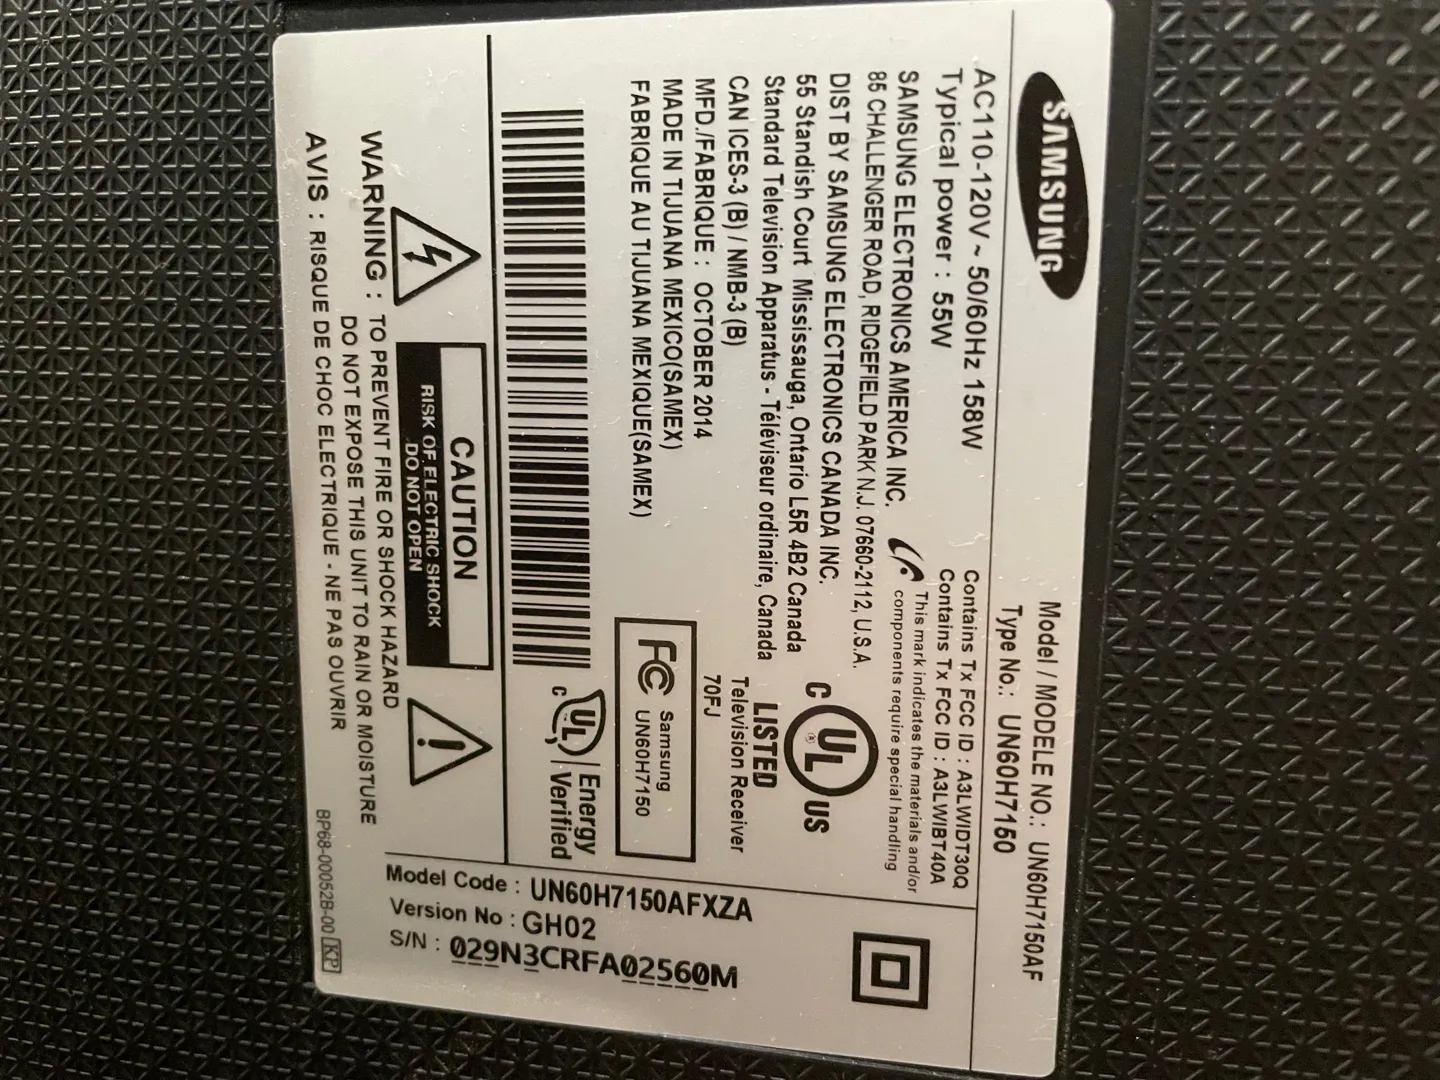 SAMSUNG
Model / MODELE NO.: UN60H7150AF
Type No.: UN60H7150
AC110-120V~ 50/60Hz 158W
Typical power : 55W
Contains Tx FCC ID : A3LWIDT30Q
Contains Tx FCC ID : A3LWIBT40A
This mark indicates the materials and/or
components require special handling
SAMSUNG ELECTRONICS AMERICA INC.
85 CHALLENGER ROAD, RIDGEFIELD PARK N.J. 07660-2112, U.S.A.
DIST BY SAMSUNG ELECTRONICS CANADA INC.
55 Standish Court Mississauga, Ontario L5R 4B2 Canada
Standard Television Apparatus - Téléviseur ordinaire, Canada
CAN ICES-3 (B) / NMB-3 (B)
MFD./FABRIQUE : OCTOBER 2014
MADE IN TIJUANA MEXICO(SAMEX)
FABRIQUE AU TIJUANA MEXIQUE(SAMEX)
C UL ® US
LISTED
Television Receiver
70FJ
FC Samsung
UN60H7150
c UL Energy
Verified
Model Code : UN60H7150AFXZA
Version No : GH02
S/N : 029N3CRFA02560M
CAUTION
RISK OF ELECTRIC SHOCK
DO NOT OPEN
WARNING : TO PREVENT FIRE OR SHOCK HAZARD
DO NOT EXPOSE THIS UNIT TO RAIN OR MOISTURE
AVIS : RISQUE DE CHOC ELECTRIQUE - NE PAS OUVRIR
BP68-00052B-00 KP